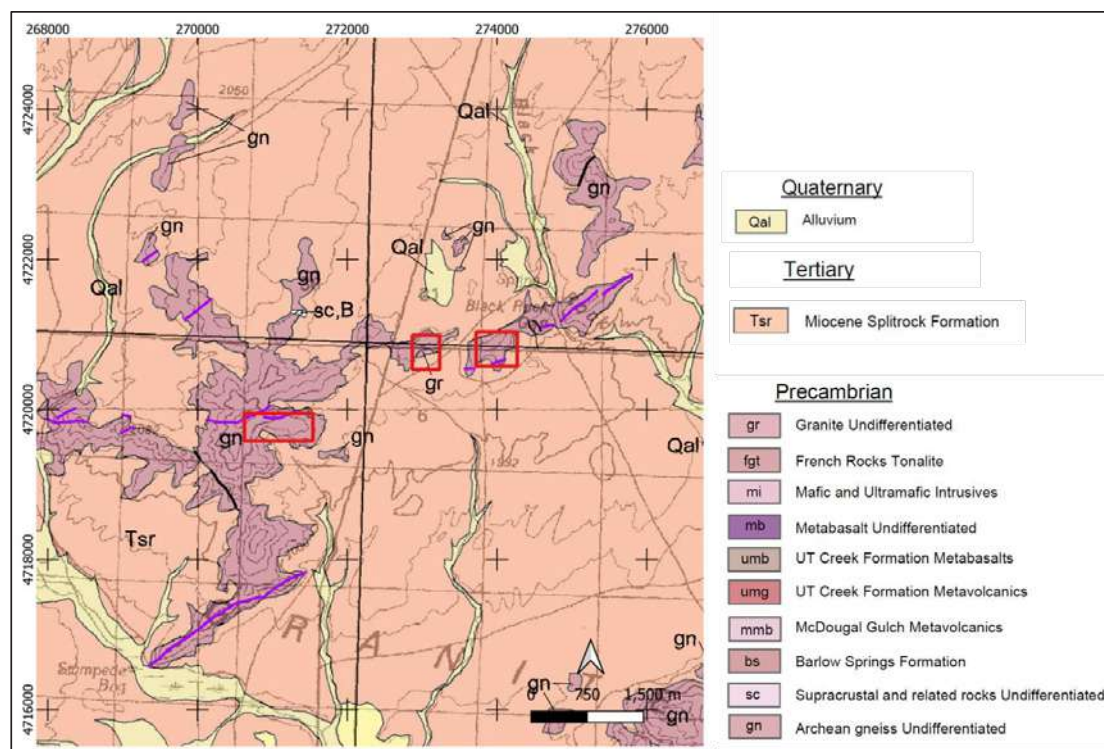 268000 270000 272000 274000 276000
4724000
4722000
4720000
4718000
4716000
2050
Qal
Black
gn
gn
gn
gn
Qal
gn
Qal
Spring
Black Rock
sc,B
gr
6
gn
gn
Qal
Tsr
1992
R A N
Stampede
Bog
gn
gn
gn
0 750 1,500 m
Quaternary
Qal Alluvium
Tertiary
Tsr Miocene Splitrock Formation
Precambrian
gr Granite Undifferentiated
fgt French Rocks Tonalite
mi Mafic and Ultramafic Intrusives
mb Metabasalt Undifferentiated
umb UT Creek Formation Metabasalts
umg UT Creek Formation Metavolcanics
mmb McDougal Gulch Metavolcanics
bs Barlow Springs Formation
sc Supracrustal and related rocks Undifferentiated
gn Archean gneiss Undifferentiated